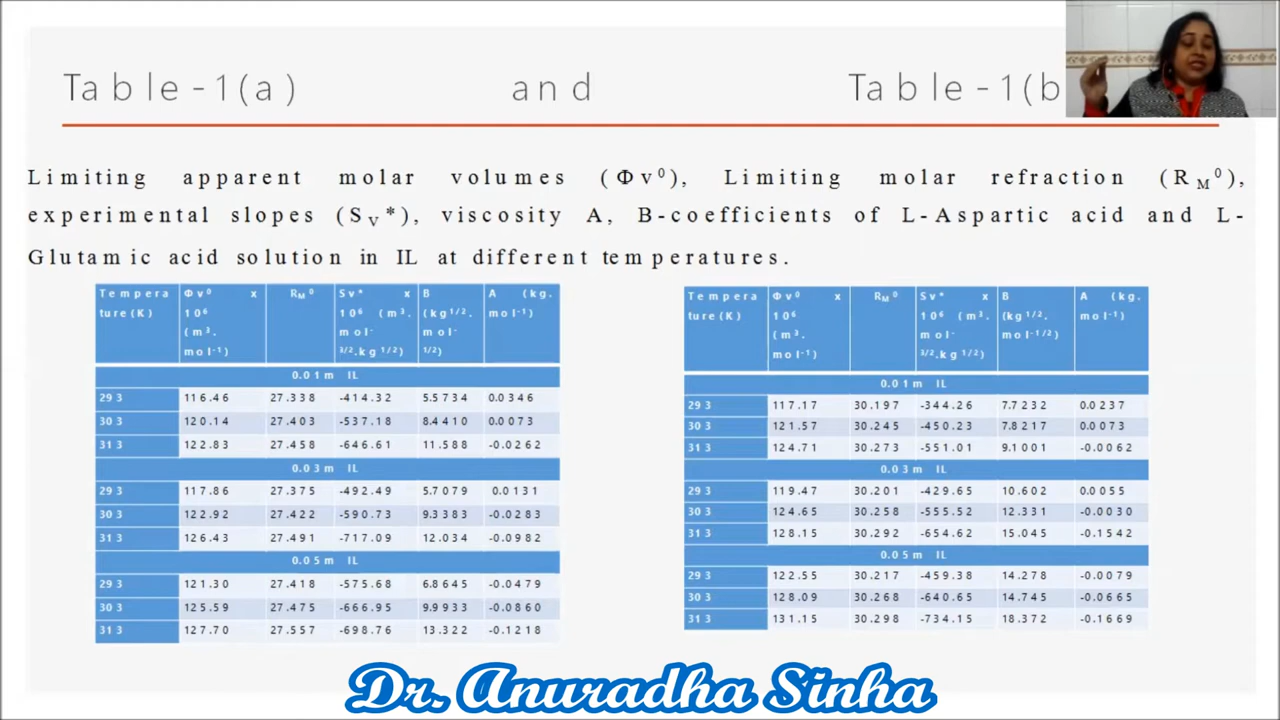 Table-1(a) and Table-1(b
Limiting apparent molar volumes (Φv⁰), Limiting molar refraction (R_M⁰),
experimental slopes (S_V*), viscosity A, B-coefficients of L-Aspartic acid and L-
Glutamic acid solution in IL at different temperatures.
Temperature(K) Φv⁰ x 10⁶ (m³. mol⁻¹) R_M⁰ Sv* x 10⁶ (m³. mol⁻³/².kg¹/²) B (kg¹/². mol⁻¹/²) A (kg. mol⁻¹)
0.01m IL
293 116.46 27.338 -414.32 5.5734 0.0346
303 120.14 27.403 -537.18 8.4410 0.0073
313 122.83 27.458 -646.61 11.588 -0.0262
0.03m IL
293 117.86 27.375 -492.49 5.7079 0.0131
303 122.92 27.422 -590.73 9.3383 -0.0283
313 126.43 27.491 -717.09 12.034 -0.0982
0.05m IL
293 121.30 27.418 -575.68 6.8645 -0.0479
303 125.59 27.475 -666.95 9.9933 -0.0860
313 127.70 27.557 -698.76 13.322 -0.1218
Temperature(K) Φv⁰ x 10⁶ (m³. mol⁻¹) R_M⁰ Sv* x 10⁶ (m³. mol⁻³/².kg¹/²) B (kg¹/². mol⁻¹/²) A (kg. mol⁻¹)
0.01m IL
293 117.17 30.197 -344.26 7.7232 0.0237
303 121.57 30.245 -450.23 7.8217 0.0073
313 124.71 30.273 -551.01 9.1001 -0.0062
0.03m IL
293 119.47 30.201 -429.65 10.602 0.0055
303 124.65 30.258 -555.52 12.331 -0.0030
313 128.15 30.292 -654.62 15.045 -0.1542
0.05m IL
293 122.55 30.217 -459.38 14.278 -0.0079
303 128.09 30.268 -640.65 14.745 -0.0665
313 131.15 30.298 -734.15 18.372 -0.1669
Dr. Anuradha Sinha